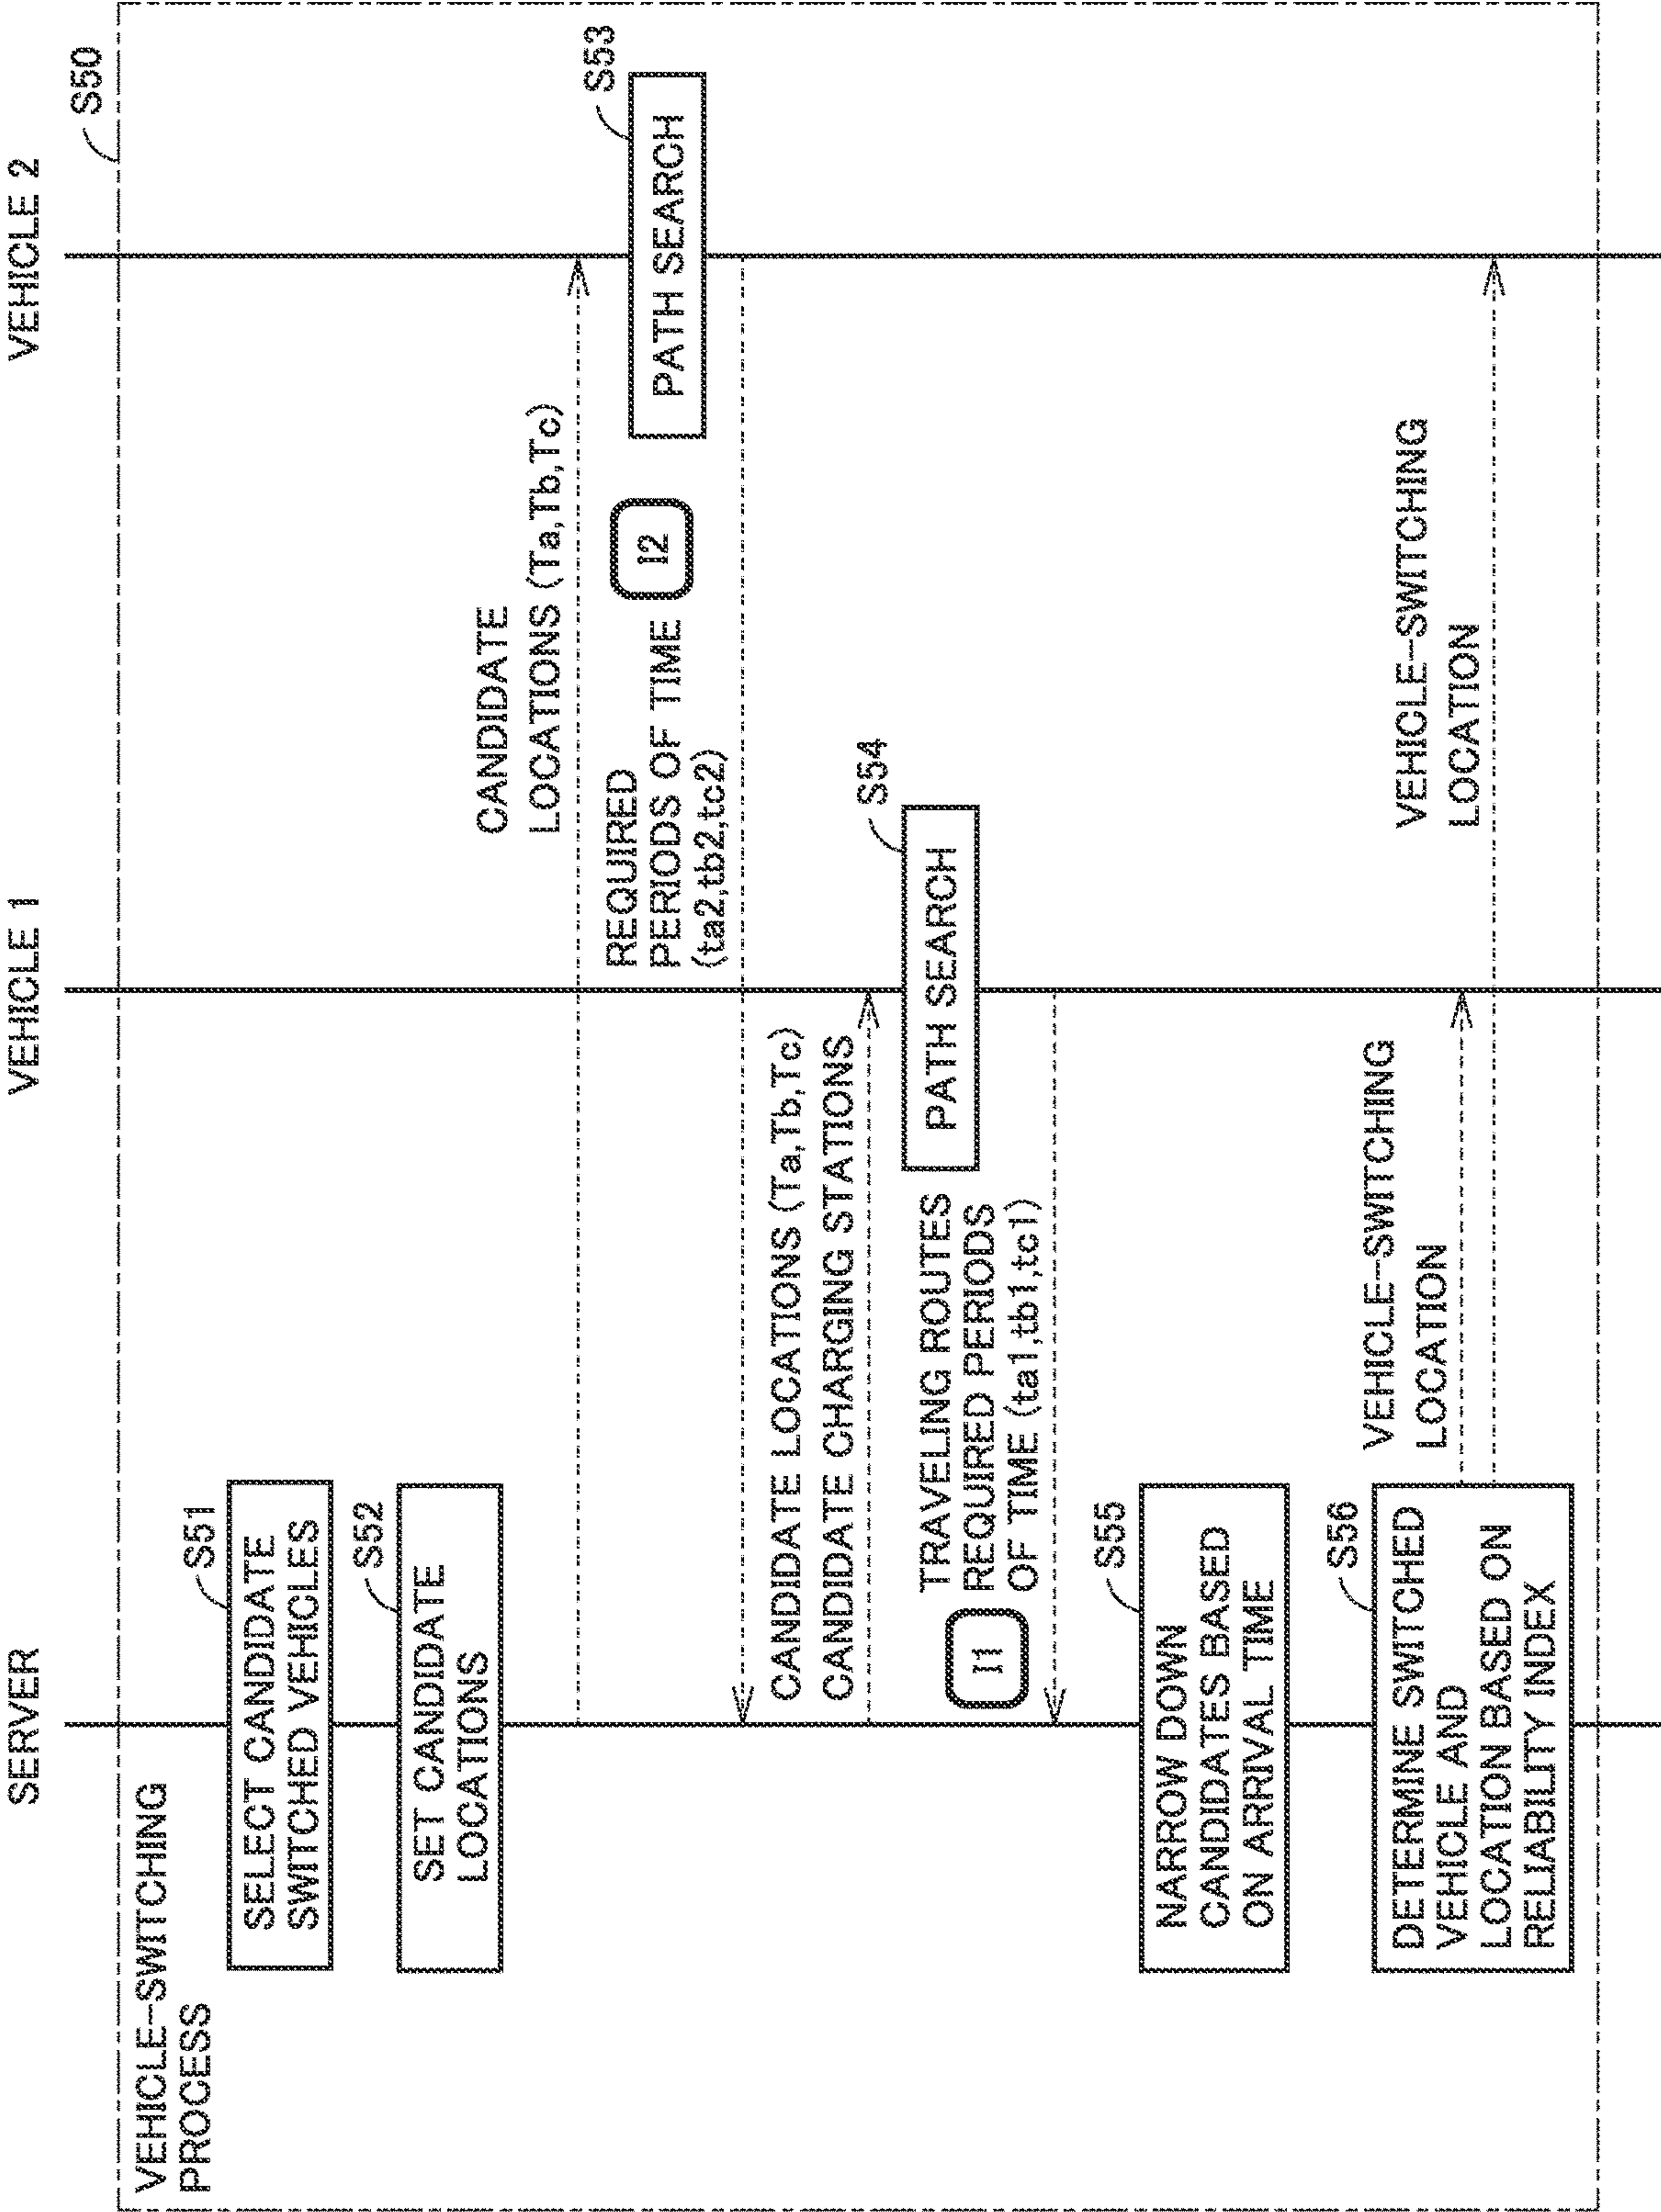 SERVER
VEHICLE 1
VEHICLE 2
S50
VEHICLE-SWITCHING
PROCESS
S51
SELECT CANDIDATE
SWITCHED VEHICLES
S52
SET CANDIDATE
LOCATIONS
CANDIDATE
LOCATIONS (Ta,Tb,Tc)
S53
PATH SEARCH
REQUIRED
PERIODS OF TIME
(ta2,tb2,tc2)
I2
CANDIDATE LOCATIONS (Ta,Tb,Tc)
CANDIDATE CHARGING STATIONS
S54
PATH SEARCH
TRAVELING ROUTES
REQUIRED PERIODS
OF TIME (ta1,tb1,tc1)
I1
S55
NARROW DOWN
CANDIDATES BASED
ON ARRIVAL TIME
S56
DETERMINE SWITCHED
VEHICLE AND
LOCATION BASED ON
RELIABILITY INDEX
VEHICLE-SWITCHING
LOCATION
VEHICLE-SWITCHING
LOCATION